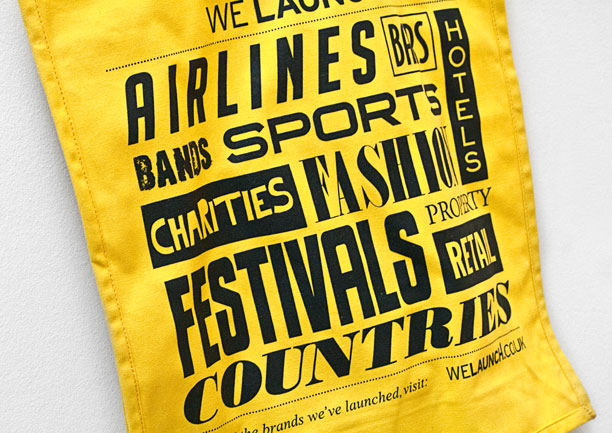 WE LAUNCH
AIRLINES
BRS
HOTELS
BANDS
SPORTS
CHARITIES
FASHION
PROPERTY
FESTIVALS
RETAIL
COUNTRIES
the brands we've launched, visit:
WELAUNCH.CO.UK